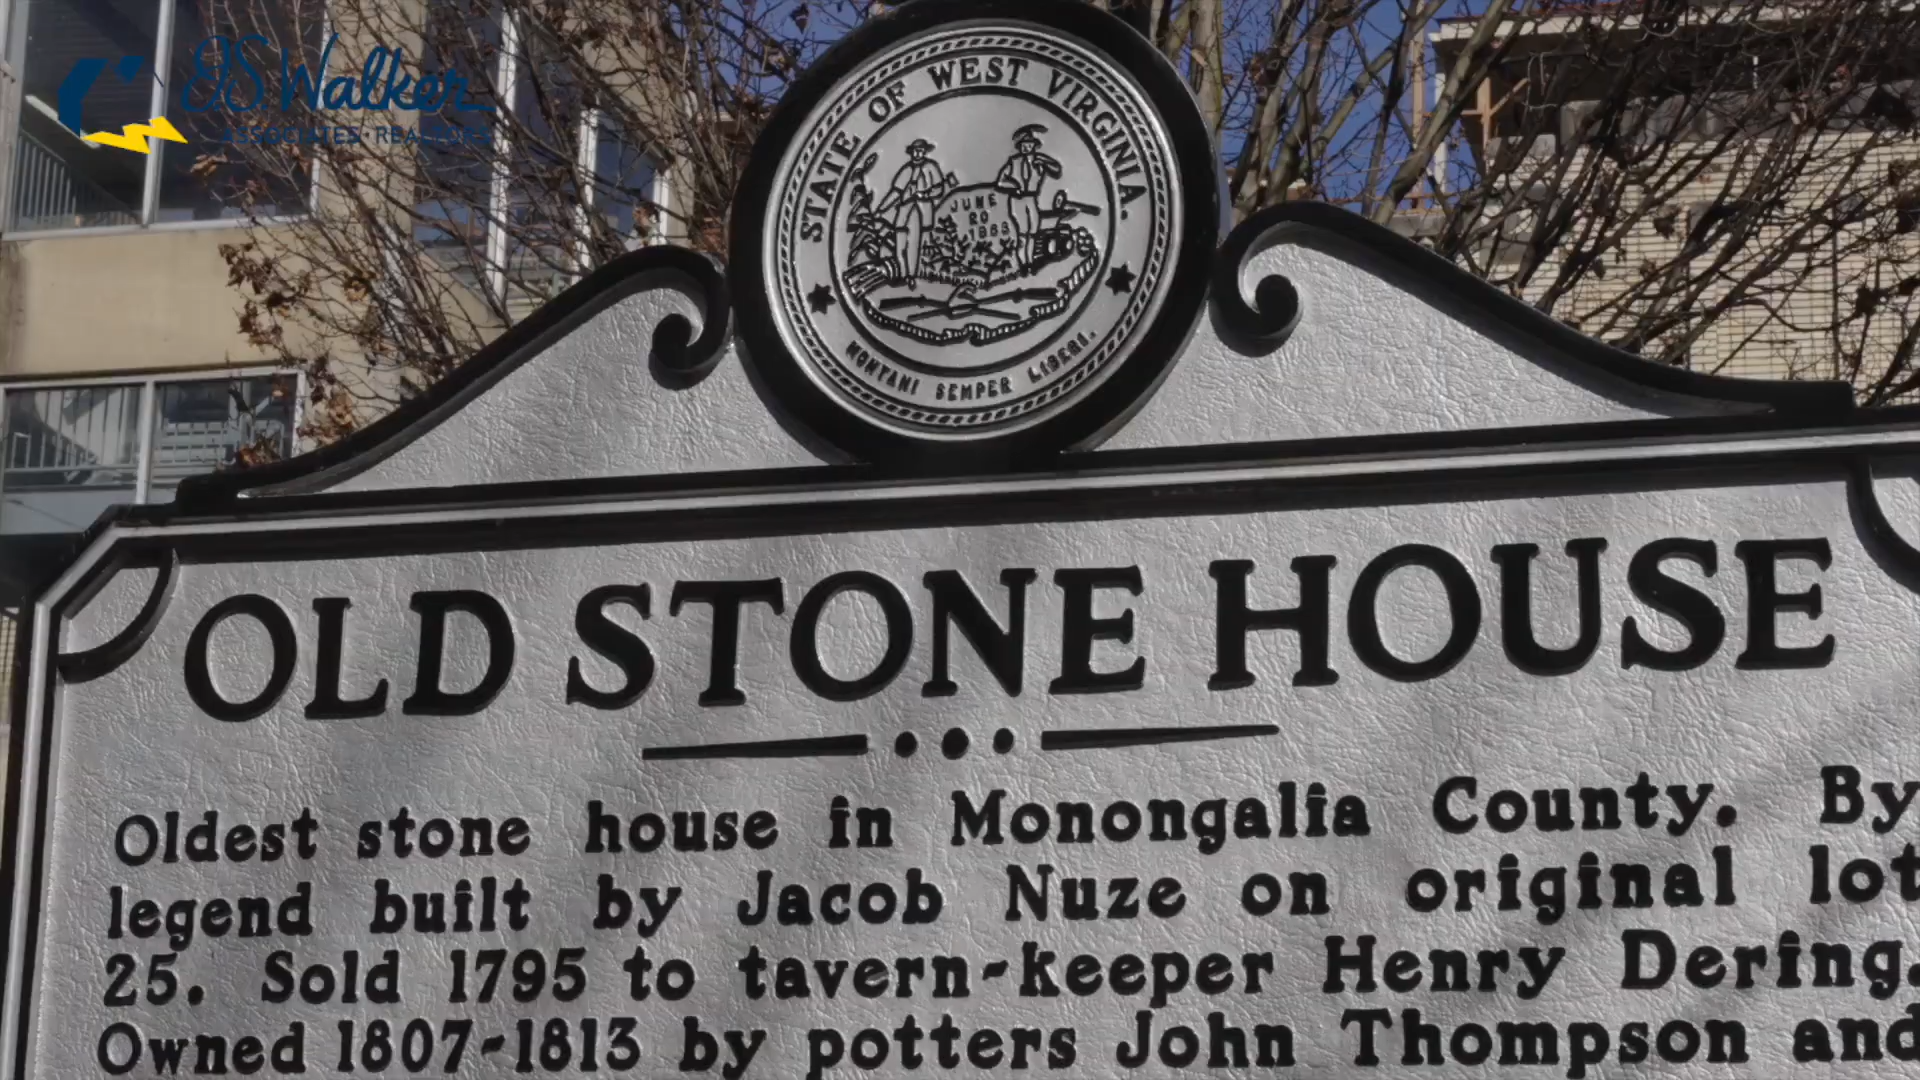 J.S. Walker
ASSOCIATES · REALTORS
STATE OF WEST VIRGINIA.
JUNE
20
1863
MONTANI SEMPER LIBERI.
OLD STONE HOUSE
Oldest stone house in Monongalia County. By
legend built by Jacob Nuze on original lot
25. Sold 1795 to tavern-keeper Henry Dering.
Owned 1807-1813 by potters John Thompson and